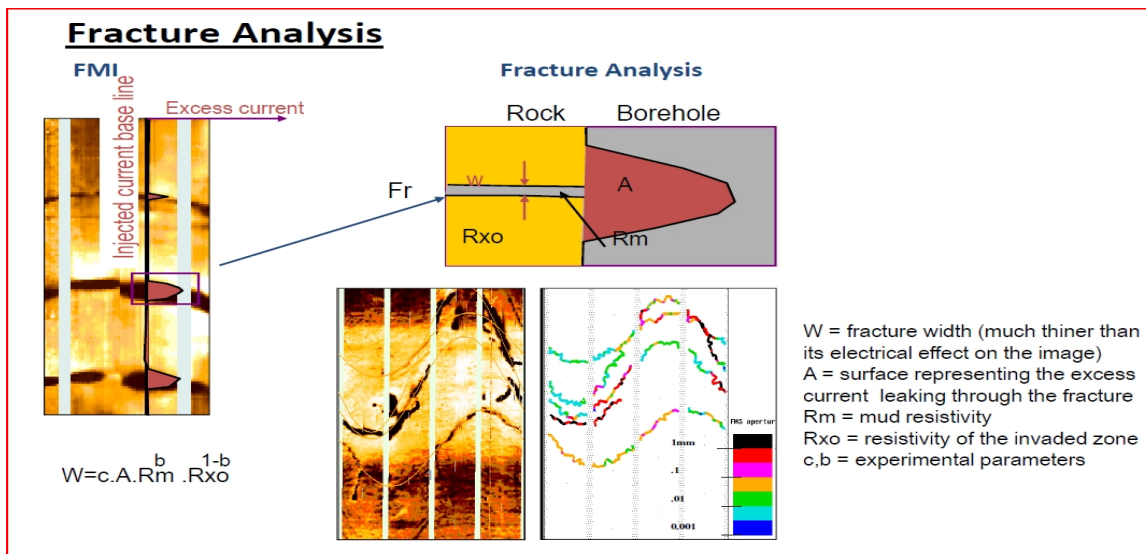 Fracture Analysis
FMI
Injected current base line
Excess current
W=c.A.Rm^b.Rxo^1-b
Fracture Analysis
Rock Borehole
Fr
w
A
Rxo
Rm
FMS apertur
1mm
.1
.01
0.001
W = fracture width (much thiner than
its electrical effect on the image)
A = surface representing the excess
current leaking through the fracture
Rm = mud resistivity
Rxo = resistivity of the invaded zone
c,b = experimental parameters